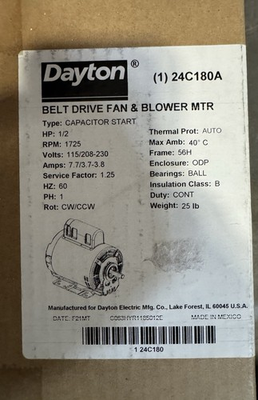 Dayton®
(1) 24C180A
BELT DRIVE FAN & BLOWER MTR
Type: CAPACITOR START
HP: 1/2
RPM: 1725
Volts: 115/208-230
Amps: 7.7/3.7-3.8
Service Factor: 1.25
HZ: 60
PH: 1
Rot: CW/CCW
Thermal Prot: AUTO
Max Amb: 40°C
Frame: 56H
Enclosure: ODP
Bearings: BALL
Insulation Class: B
Duty: CONT
Weight: 25 lb
Manufactured for Dayton Electric Mfg. Co., Lake Forest, IL 60045 U.S.A.
DATE: F21MT
MADE IN MEXICO
1 24C180